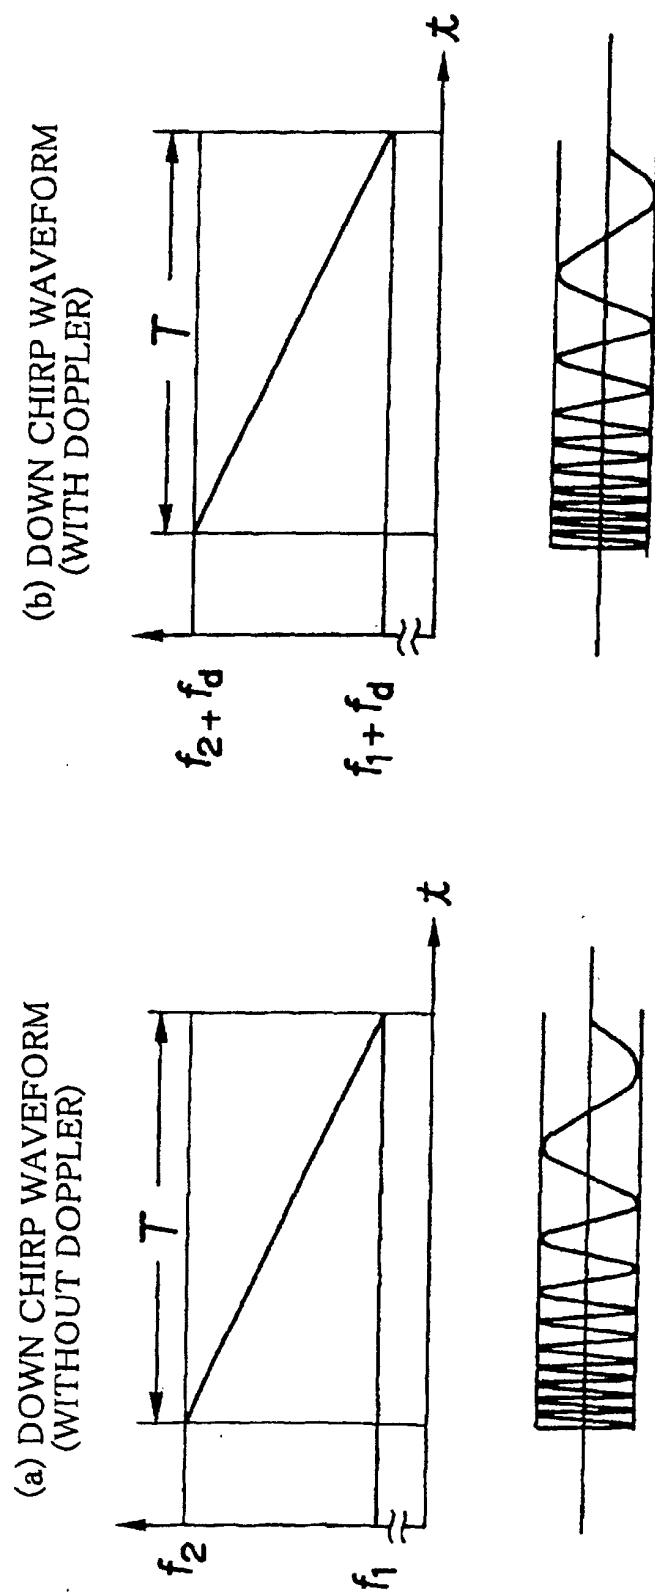 (a) DOWN CHIRP WAVEFORM
(WITHOUT DOPPLER)
T
f2
f1
t
(b) DOWN CHIRP WAVEFORM
(WITH DOPPLER)
T
f2+fd
f1+fd
t